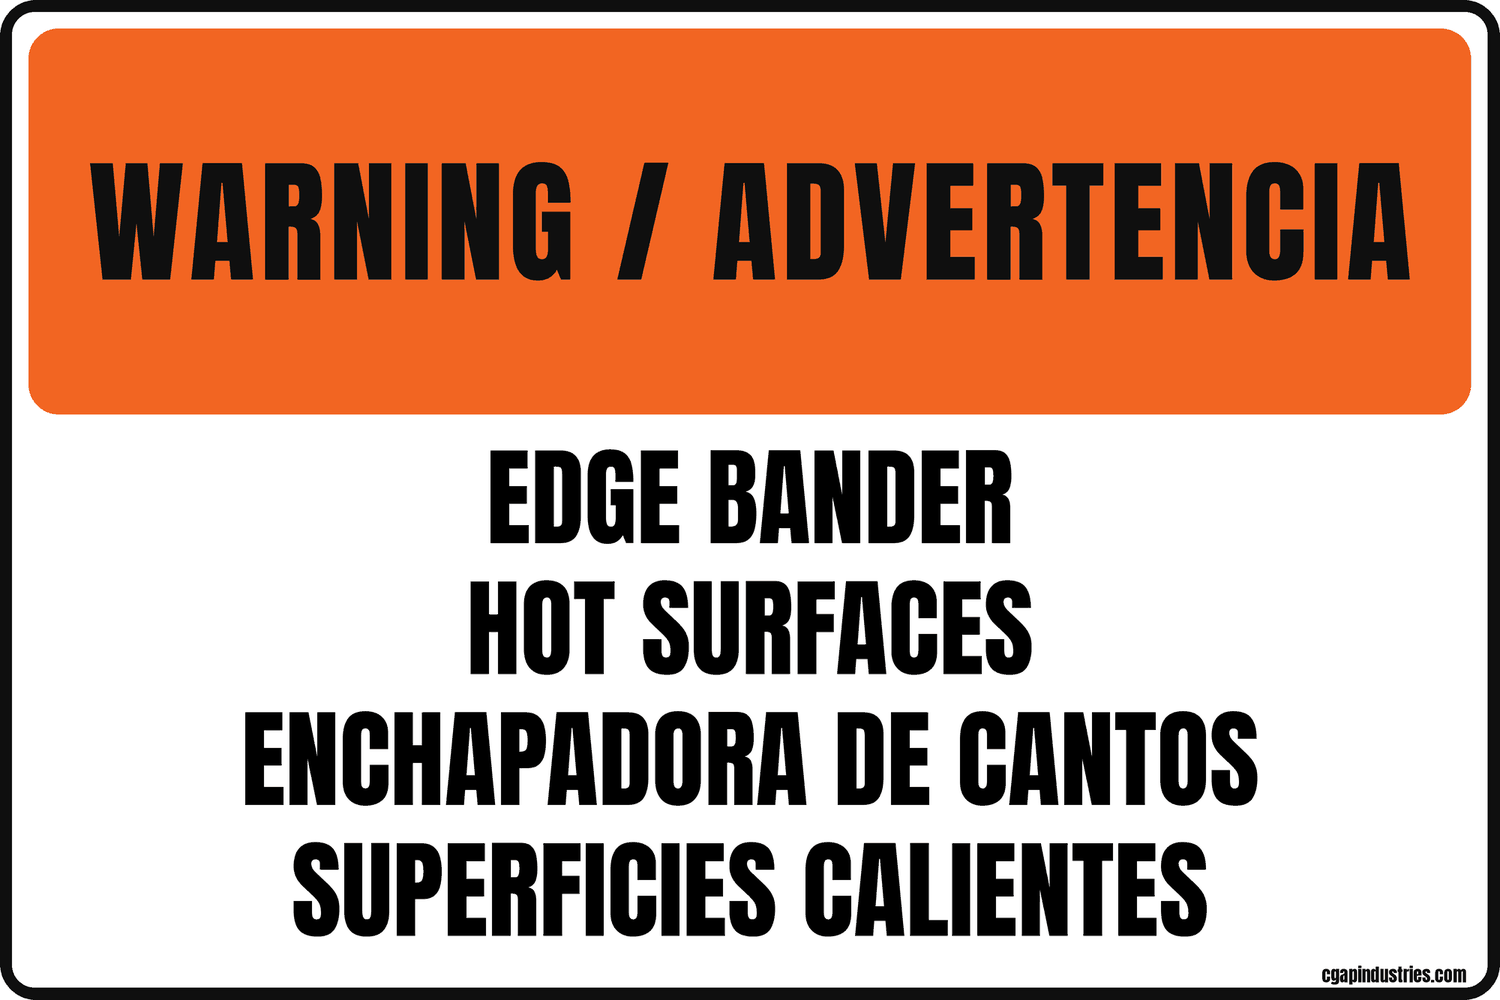 WARNING / ADVERTENCIA
EDGE BANDER
HOT SURFACES
ENCHAPADORA DE CANTOS
SUPERFICIES CALIENTES
cgapindustries.com